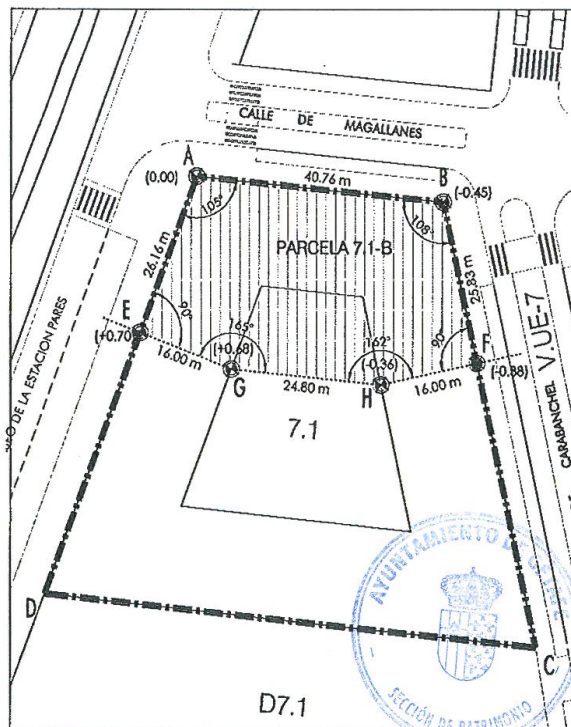 CALLE DE MAGALLANES
A
B
(0,00)
40.76 m
(-0.45)
105°
108°
PARCELA 7.1-B
26.16 m
25.83 m
E
90°
165°
162°
90°
F
(+0.70)
(+0.68)
(-0.36)
(-0.88)
16.00 m
G
24.80 m
H
16.00 m
7.1
DE LA ESTACION PARES
CARABANCHEL V.UE-7
D
C
D7.1
AYUNTAMIENTO DE
SECCIÓN DE PATRIMONIO